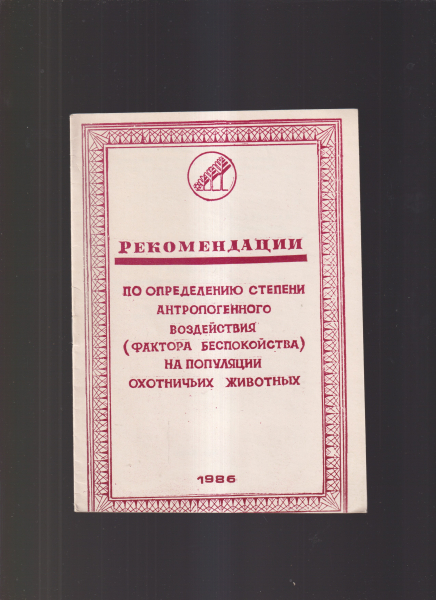 РЕКОМЕНДАЦИИ
ПО ОПРЕДЕЛЕНИЮ СТЕПЕНИ
АНТРОПОГЕННОГО
ВОЗДЕЙСТВИЯ
(ФАКТОРА БЕСПОКОЙСТВА)
НА ПОПУЛЯЦИИ
ОХОТНИЧЬИХ ЖИВОТНЫХ
1986